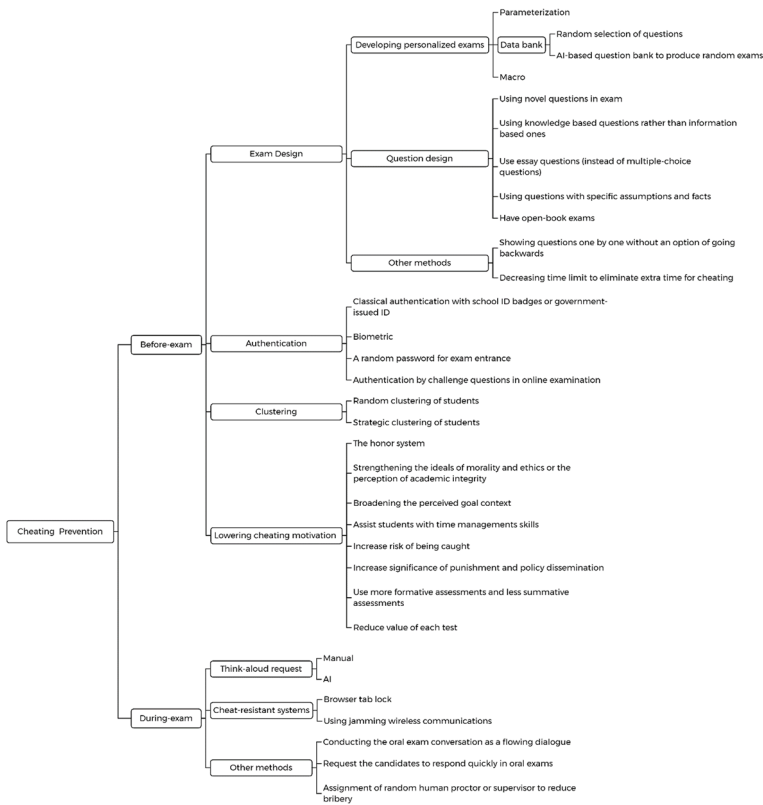 Parameterization
Random selection of questions
Developing personalized exams
Data bank
AI-based question bank to produce random exams
Macro
Using novel questions in exam
Using knowledge based questions rather than information
based ones
Exam Design
Question design
Use essay questions (instead of multiple-choice
questions)
Using questions with specific assumptions and facts
Have open-book exams
Showing questions one by one without an option of going
backwards
Other methods
Decreasing time limit to eliminate extra time for cheating
Classical authentication with school ID badges or government-
issued ID
Before-exam
Authentication
Biometric
A random password for exam entrance
Authentication by challenge questions in online examination
Random clustering of students
Clustering
Strategic clustering of students
The honor system
Strengthening the ideals of morality and ethics or the
perception of academic integrity
Broadening the perceived goal context
Assist students with time managements skills
Cheating Prevention
Lowering cheating motivation
Increase risk of being caught
Increase significance of punishment and policy dissemination
Use more formative assessments and less summative
assessments
Reduce value of each test
Manual
Think-aloud request
AI
Browser tab lock
During-exam
Cheat-resistant systems
Using jamming wireless communications
Conducting the oral exam conversation as a flowing dialogue
Other methods
Request the candidates to respond quickly in oral exams
Assignment of random human proctor or supervisor to reduce
bribery